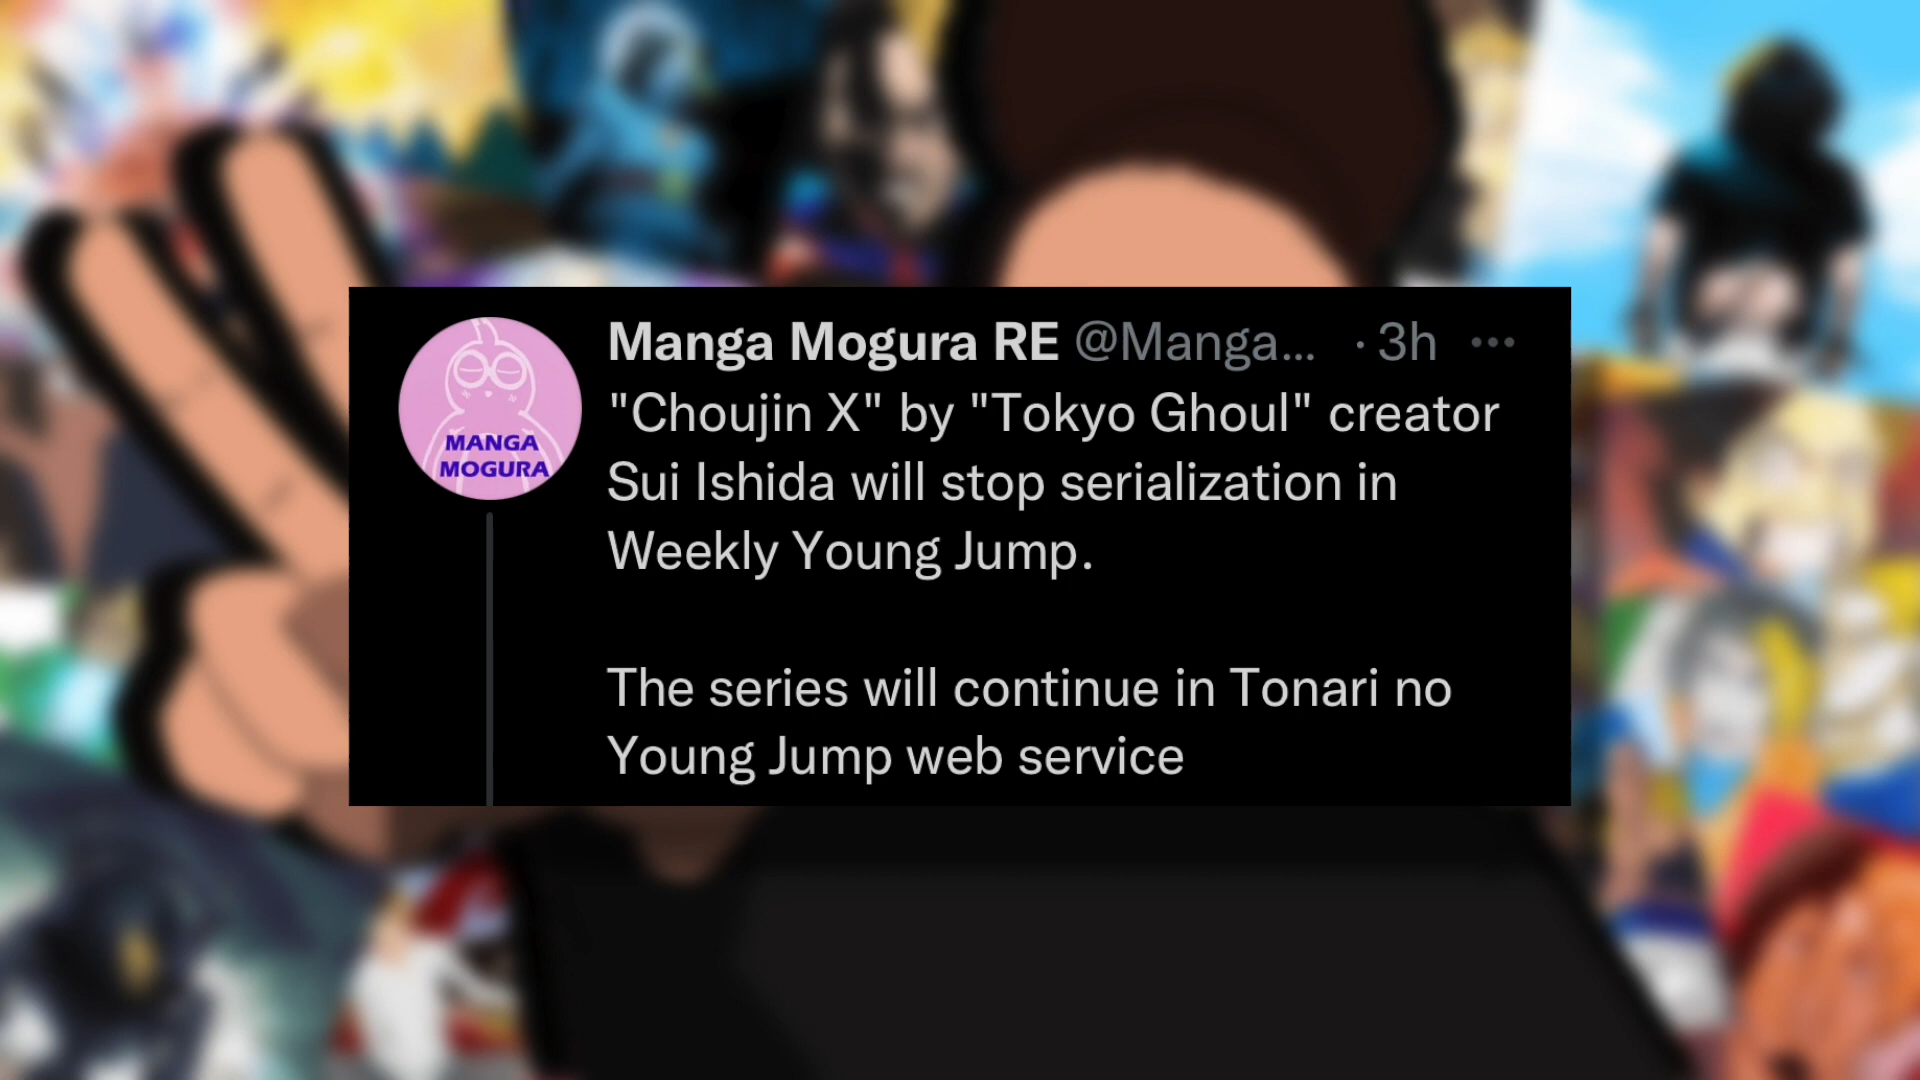 Manga Mogura RE @Manga... · 3h ···
"Choujin X" by "Tokyo Ghoul" creator
Sui Ishida will stop serialization in
Weekly Young Jump.
The series will continue in Tonari no
Young Jump web service
MANGA
MOGURA